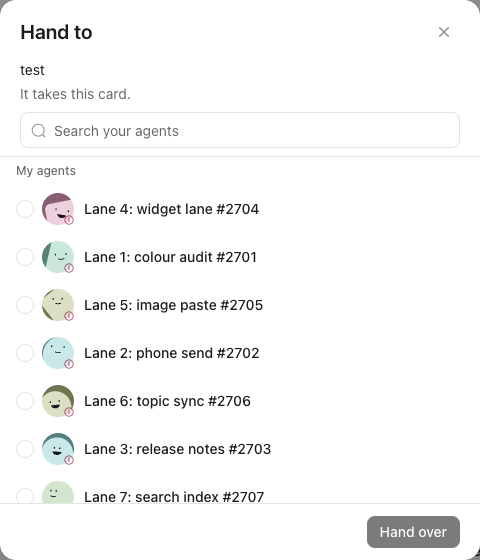 Hand to
test
It takes this card.
Search your agents
My agents
Lane 4: widget lane #2704
Lane 1: colour audit #2701
Lane 5: image paste #2705
Lane 2: phone send #2702
Lane 6: topic sync #2706
Lane 3: release notes #2703
Lane 7: search index #2707
Hand over